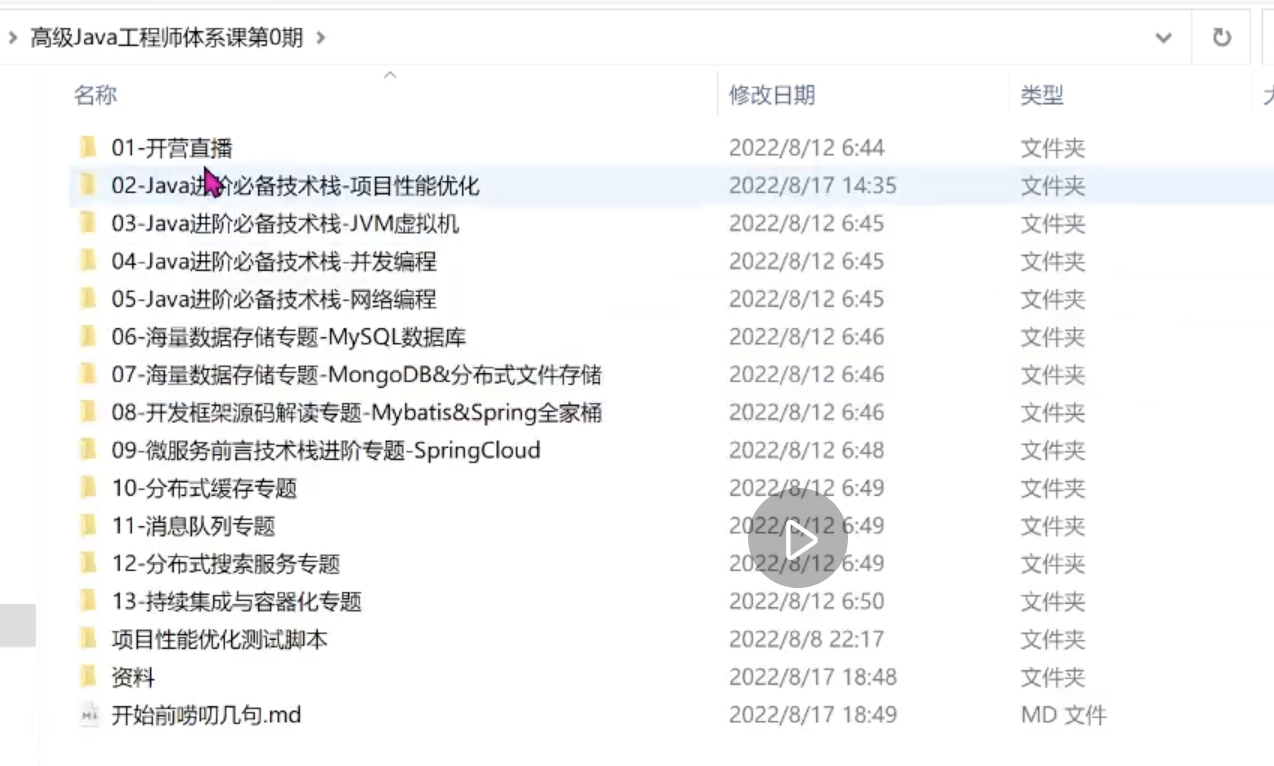 高级Java工程师体系课第0期
名称 修改日期 类型
01-开营直播 2022/8/12 6:44 文件夹
02-Java进阶必备技术栈-项目性能优化 2022/8/17 14:35 文件夹
03-Java进阶必备技术栈-JVM虚拟机 2022/8/12 6:45 文件夹
04-Java进阶必备技术栈-并发编程 2022/8/12 6:45 文件夹
05-Java进阶必备技术栈-网络编程 2022/8/12 6:45 文件夹
06-海量数据存储专题-MySQL数据库 2022/8/12 6:46 文件夹
07-海量数据存储专题-MongoDB&分布式文件存储 2022/8/12 6:46 文件夹
08-开发框架源码解读专题-Mybatis&Spring全家桶 2022/8/12 6:46 文件夹
09-微服务前言技术栈进阶专题-SpringCloud 2022/8/12 6:48 文件夹
10-分布式缓存专题 2022/8/12 6:49 文件夹
11-消息队列专题 2022/8/12 6:49 文件夹
12-分布式搜索服务专题 2022/8/12 6:49 文件夹
13-持续集成与容器化专题 2022/8/12 6:50 文件夹
项目性能优化测试脚本 2022/8/8 22:17 文件夹
资料 2022/8/17 18:48 文件夹
开始前唠叨几句.md 2022/8/17 18:49 MD 文件